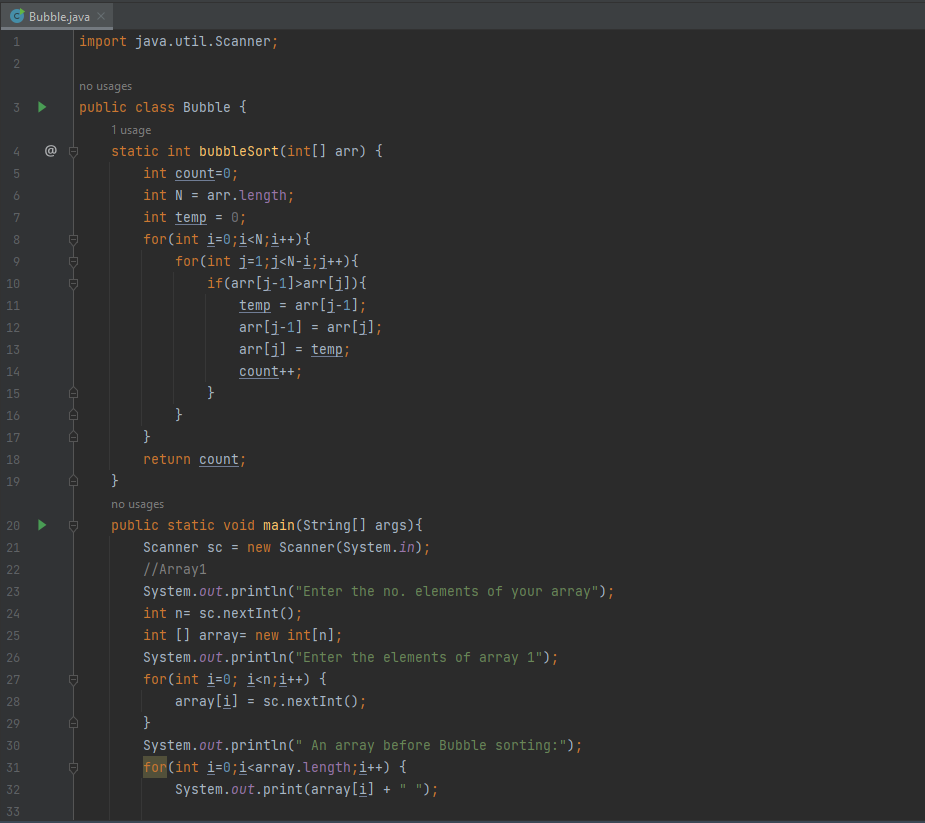 Bubble.java
1 import java.util.Scanner;
2
no usages
3 public class Bubble {
1 usage
4 @ static int bubbleSort(int[] arr) {
5 int count=0;
6 int N = arr.length;
7 int temp = 0;
8 for(int i=0;i<N;i++){
9 for(int j=1;j<N-i;j++){
10 if(arr[j-1]>arr[j]){
11 temp = arr[j-1];
12 arr[j-1] = arr[j];
13 arr[j] = temp;
14 count++;
15 }
16 }
17 }
18 return count;
19 }
no usages
20 public static void main(String[] args){
21 Scanner sc = new Scanner(System.in);
22 //Array1
23 System.out.println("Enter the no. elements of your array");
24 int n= sc.nextInt();
25 int [] array= new int[n];
26 System.out.println("Enter the elements of array 1");
27 for(int i=0; i<n;i++) {
28 array[i] = sc.nextInt();
29 }
30 System.out.println(" An array before Bubble sorting:");
31 for(int i=0;i<array.length;i++) {
32 System.out.print(array[i] + " ");
33